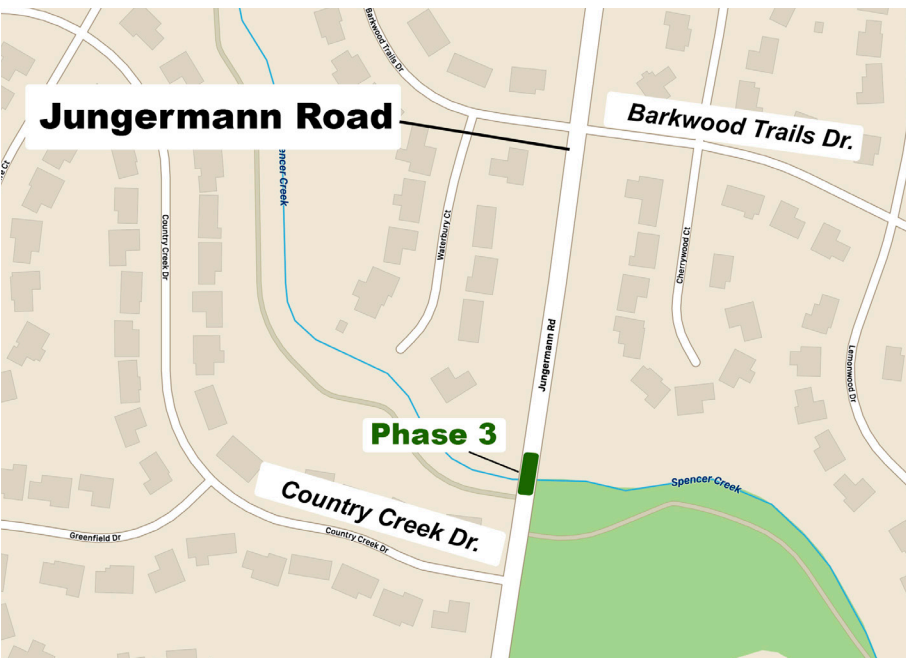 Barkwood Trails Dr
Jungermann Road
Barkwood Trails Dr.
Spencer Creek
Country Creek Dr
Waterbury Ct
Cherrywood Ct
Jungermann Rd
Lemonwood Dr
Phase 3
Spencer Creek
Country Creek Dr.
Greenfield Dr
Country Creek Dr